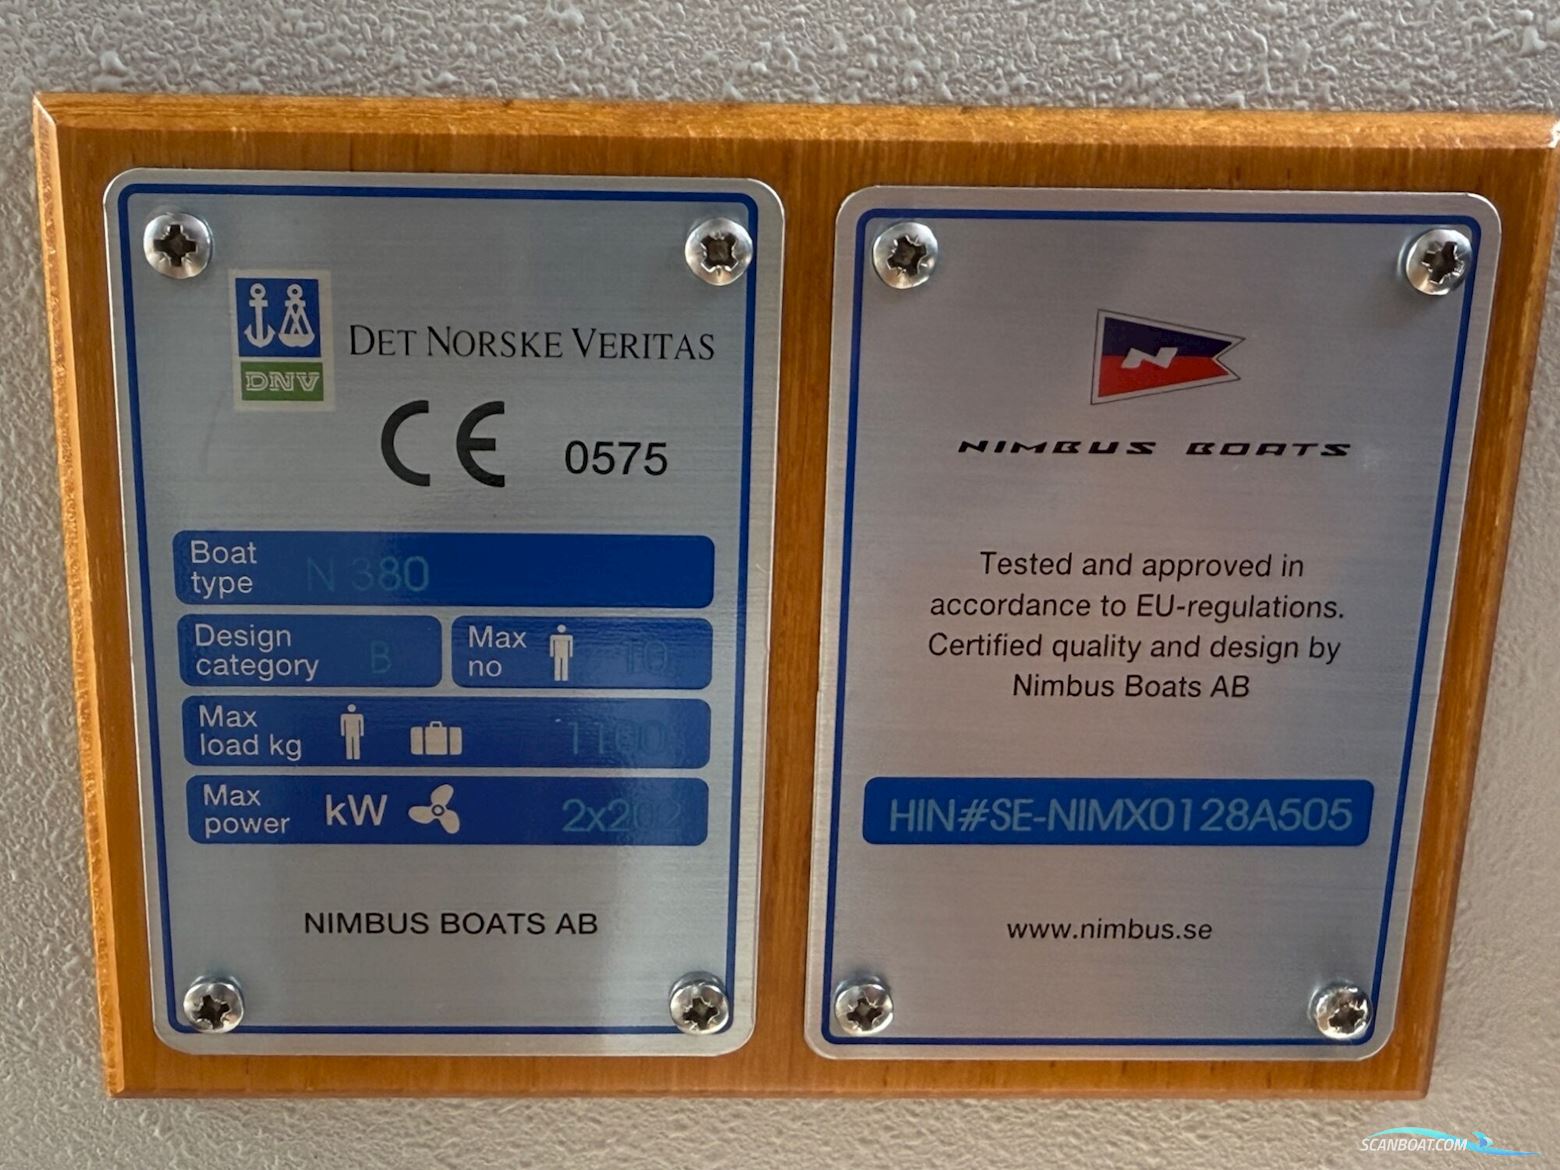 DNV
DET NORSKE VERITAS
CE 0575
Boat type N 380
Design category B
Max no 10
Max load kg 1100
Max power kW 2x202
NIMBUS BOATS AB
N
NIMBUS BOATS
Tested and approved in
accordance to EU-regulations.
Certified quality and design by
Nimbus Boats AB
HIN#SE-NIMX0128A505
www.nimbus.se
SCANBOAT.COM